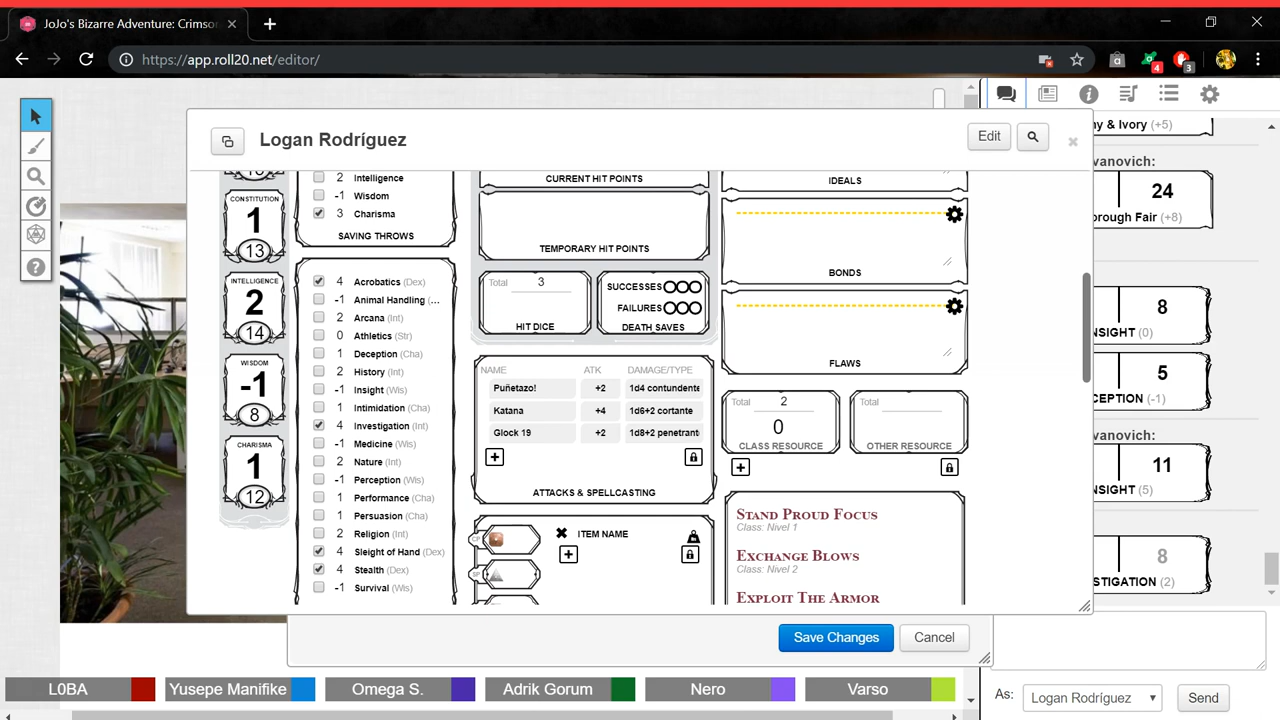 JoJo's Bizarre Adventure: Crimso
https://app.roll20.net/editor/
4
3
Logan Rodríguez
Edit
CONSTITUTION
1
13
INTELLIGENCE
2
14
WISDOM
-1
8
CHARISMA
1
12
2 Intelligence
-1 Wisdom
3 Charisma
SAVING THROWS
4 Acrobatics (Dex)
-1 Animal Handling (...
2 Arcana (Int)
0 Athletics (Str)
1 Deception (Cha)
2 History (Int)
-1 Insight (Wis)
1 Intimidation (Cha)
4 Investigation (Int)
-1 Medicine (Wis)
2 Nature (Int)
-1 Perception (Wis)
1 Performance (Cha)
1 Persuasion (Cha)
2 Religion (Int)
4 Sleight of Hand (Dex)
4 Stealth (Dex)
-1 Survival (Wis)
CURRENT HIT POINTS
TEMPORARY HIT POINTS
Total 3
HIT DICE
SUCCESSES
FAILURES
DEATH SAVES
NAME ATK DAMAGE/TYPE
Puñetazo! +2 1d4 contundente
Katana +4 1d6+2 cortante
Glock 19 +2 1d8+2 penetrant
ATTACKS & SPELLCASTING
CP
SP
ITEM NAME
IDEALS
BONDS
FLAWS
Total 2
0
CLASS RESOURCE
Total
OTHER RESOURCE
STAND PROUD FOCUS
Class: Nivel 1
EXCHANGE BLOWS
Class: Nivel 2
EXPLOIT THE ARMOR
Save Changes
Cancel
y & Ivory (+5)
vanovich:
24
orough Fair (+8)
8
NSIGHT (0)
5
CEPTION (-1)
vanovich:
11
NSIGHT (5)
8
STIGATION (2)
L0BA
Yusepe Manifike
Omega S.
Adrik Gorum
Nero
Varso
As:
Logan Rodríguez
Send